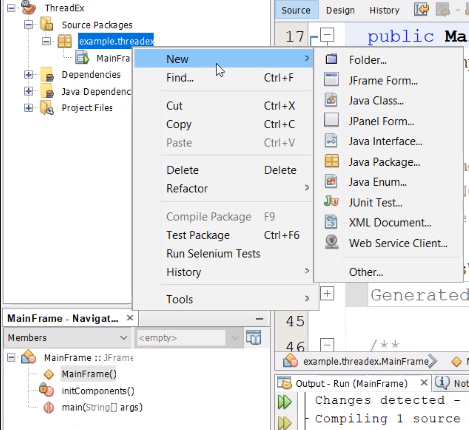 ThreadEx
Source Packages
example.threadex
MainFra
Dependencies
Java Dependenc
Project Files
New
Find... Ctrl+F
Cut Ctrl+X
Copy Ctrl+C
Paste Ctrl+V
Delete Delete
Refactor
Compile Package F9
Test Package Ctrl+F6
Run Selenium Tests
History
Tools
Folder...
JFrame Form...
Java Class...
JPanel Form...
Java Interface...
Java Package...
Java Enum...
JUnit Test...
XML Document...
Web Service Client...
Other...
Source Design History
17 public Ma
Generated
45
46 /**
example.threadex.MainFrame
MainFrame - Navigat... ×
Members <empty>
MainFrame :: JFrame
MainFrame()
initComponents()
main(String[] args)
Output - Run (MainFrame) × Not
Changes detected -
Compiling 1 source